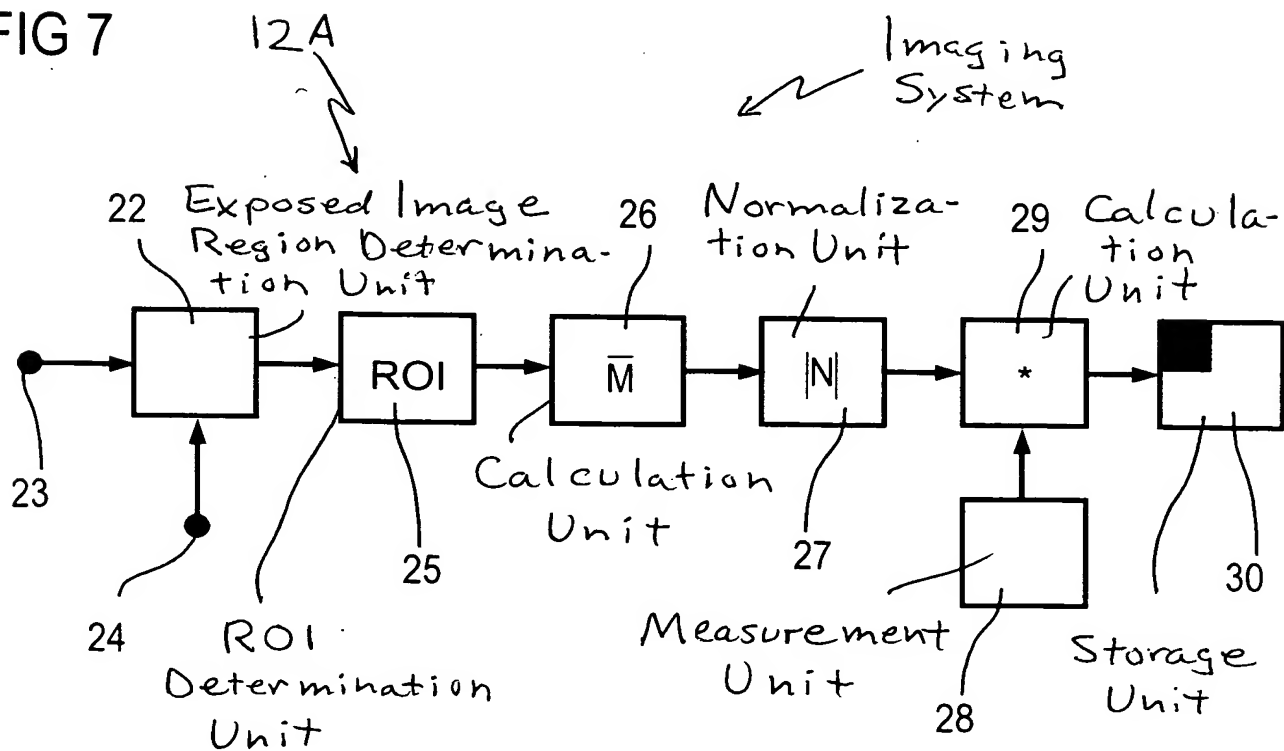 FIG 7
12A
Imaging
System
22
Exposed Image
Region Determina-
tion Unit
26
Normaliza-
tion Unit
29
Calcula-
tion
Unit
ROI
M̅
|N|
*
23
24
25
Calculation
Unit
27
30
ROI
Determination
Unit
Measurement
Unit
28
Storage
Unit